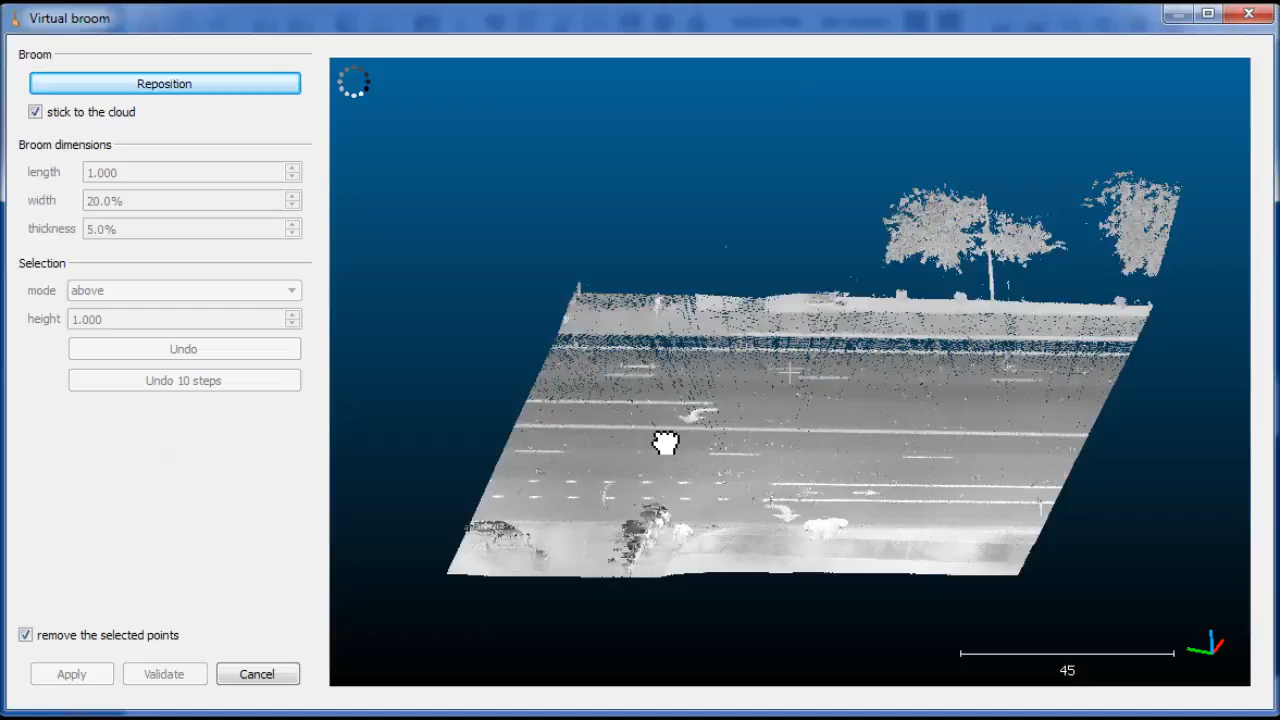 Virtual broom
Broom
Reposition
stick to the cloud
Broom dimensions
length 1.000
width 20.0%
thickness 5.0%
Selection
mode above
height 1.000
Undo
Undo 10 steps
remove the selected points
Apply Validate Cancel
45